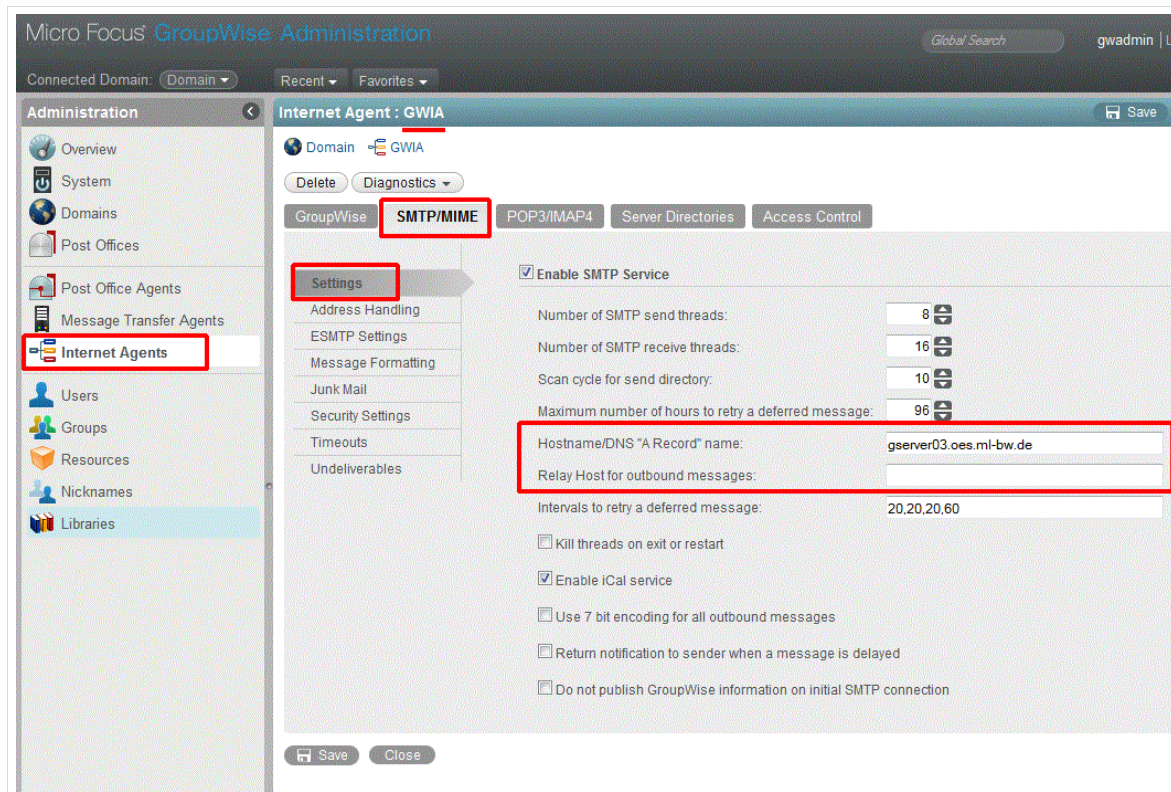 Micro Focus GroupWise Administration
Global Search
gwadmin
Connected Domain: Domain
Recent
Favorites
Administration
Internet Agent : GWIA
Save
Overview
System
Domains
Post Offices
Post Office Agents
Message Transfer Agents
Internet Agents
Users
Groups
Resources
Nicknames
Libraries
Domain GWIA
Delete Diagnostics
GroupWise SMTP/MIME POP3/IMAP4 Server Directories Access Control
Settings
Address Handling
ESMTP Settings
Message Formatting
Junk Mail
Security Settings
Timeouts
Undeliverables
Enable SMTP Service
Number of SMTP send threads: 8
Number of SMTP receive threads: 16
Scan cycle for send directory: 10
Maximum number of hours to retry a deferred message: 96
Hostname/DNS "A Record" name: gserver03.oes.ml-bw.de
Relay Host for outbound messages:
Intervals to retry a deferred message: 20,20,20,60
Kill threads on exit or restart
Enable iCal service
Use 7 bit encoding for all outbound messages
Return notification to sender when a message is delayed
Do not publish GroupWise information on initial SMTP connection
Save Close